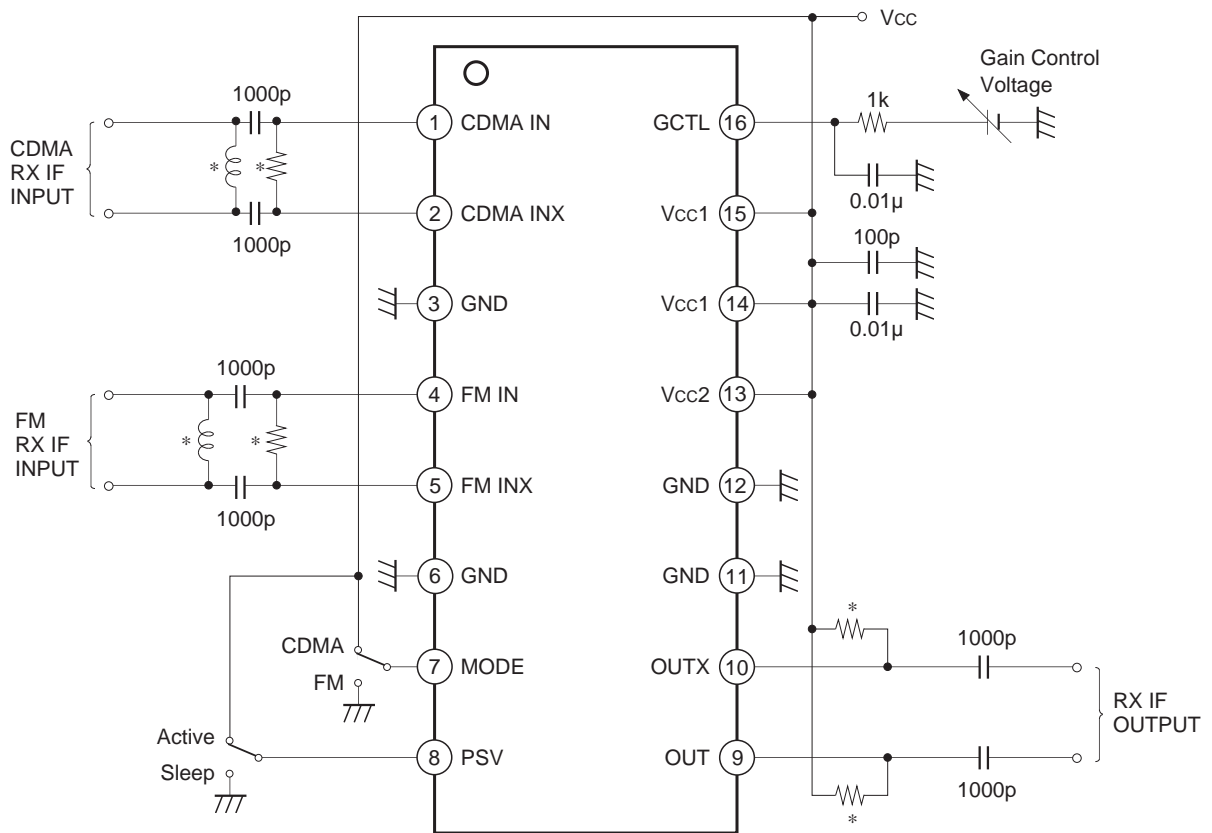 Vcc
Gain Control
Voltage
1000p
1k
1 CDMA IN
GCTL 16
CDMA
RX IF
INPUT
*
*
0.01µ
2 CDMA INX
Vcc1 15
1000p
100p
3 GND
Vcc1 14
0.01µ
1000p
4 FM IN
Vcc2 13
FM
RX IF
INPUT
*
*
5 FM INX
GND 12
1000p
6 GND
GND 11
*
CDMA
1000p
7 MODE
OUTX 10
FM
RX IF
OUTPUT
Active
8 PSV
OUT 9
Sleep
1000p
*